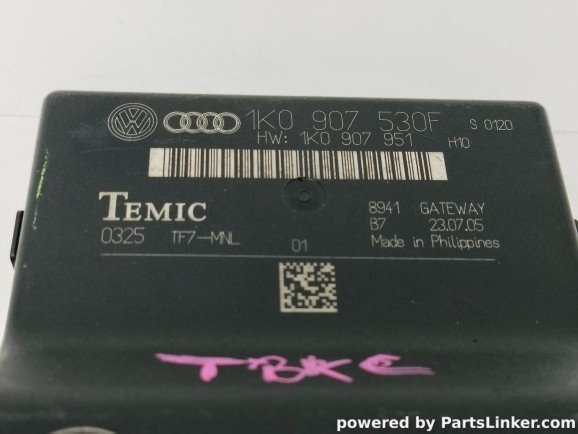 1K0 907 530F S 0120
HW: 1K0 907 951 H10
TEMIC 8941 GATEWAY
0325 TF7-MNL 01 B7 23.07.05
Made in Philippines
TBKC
powered by PartsLinker.com